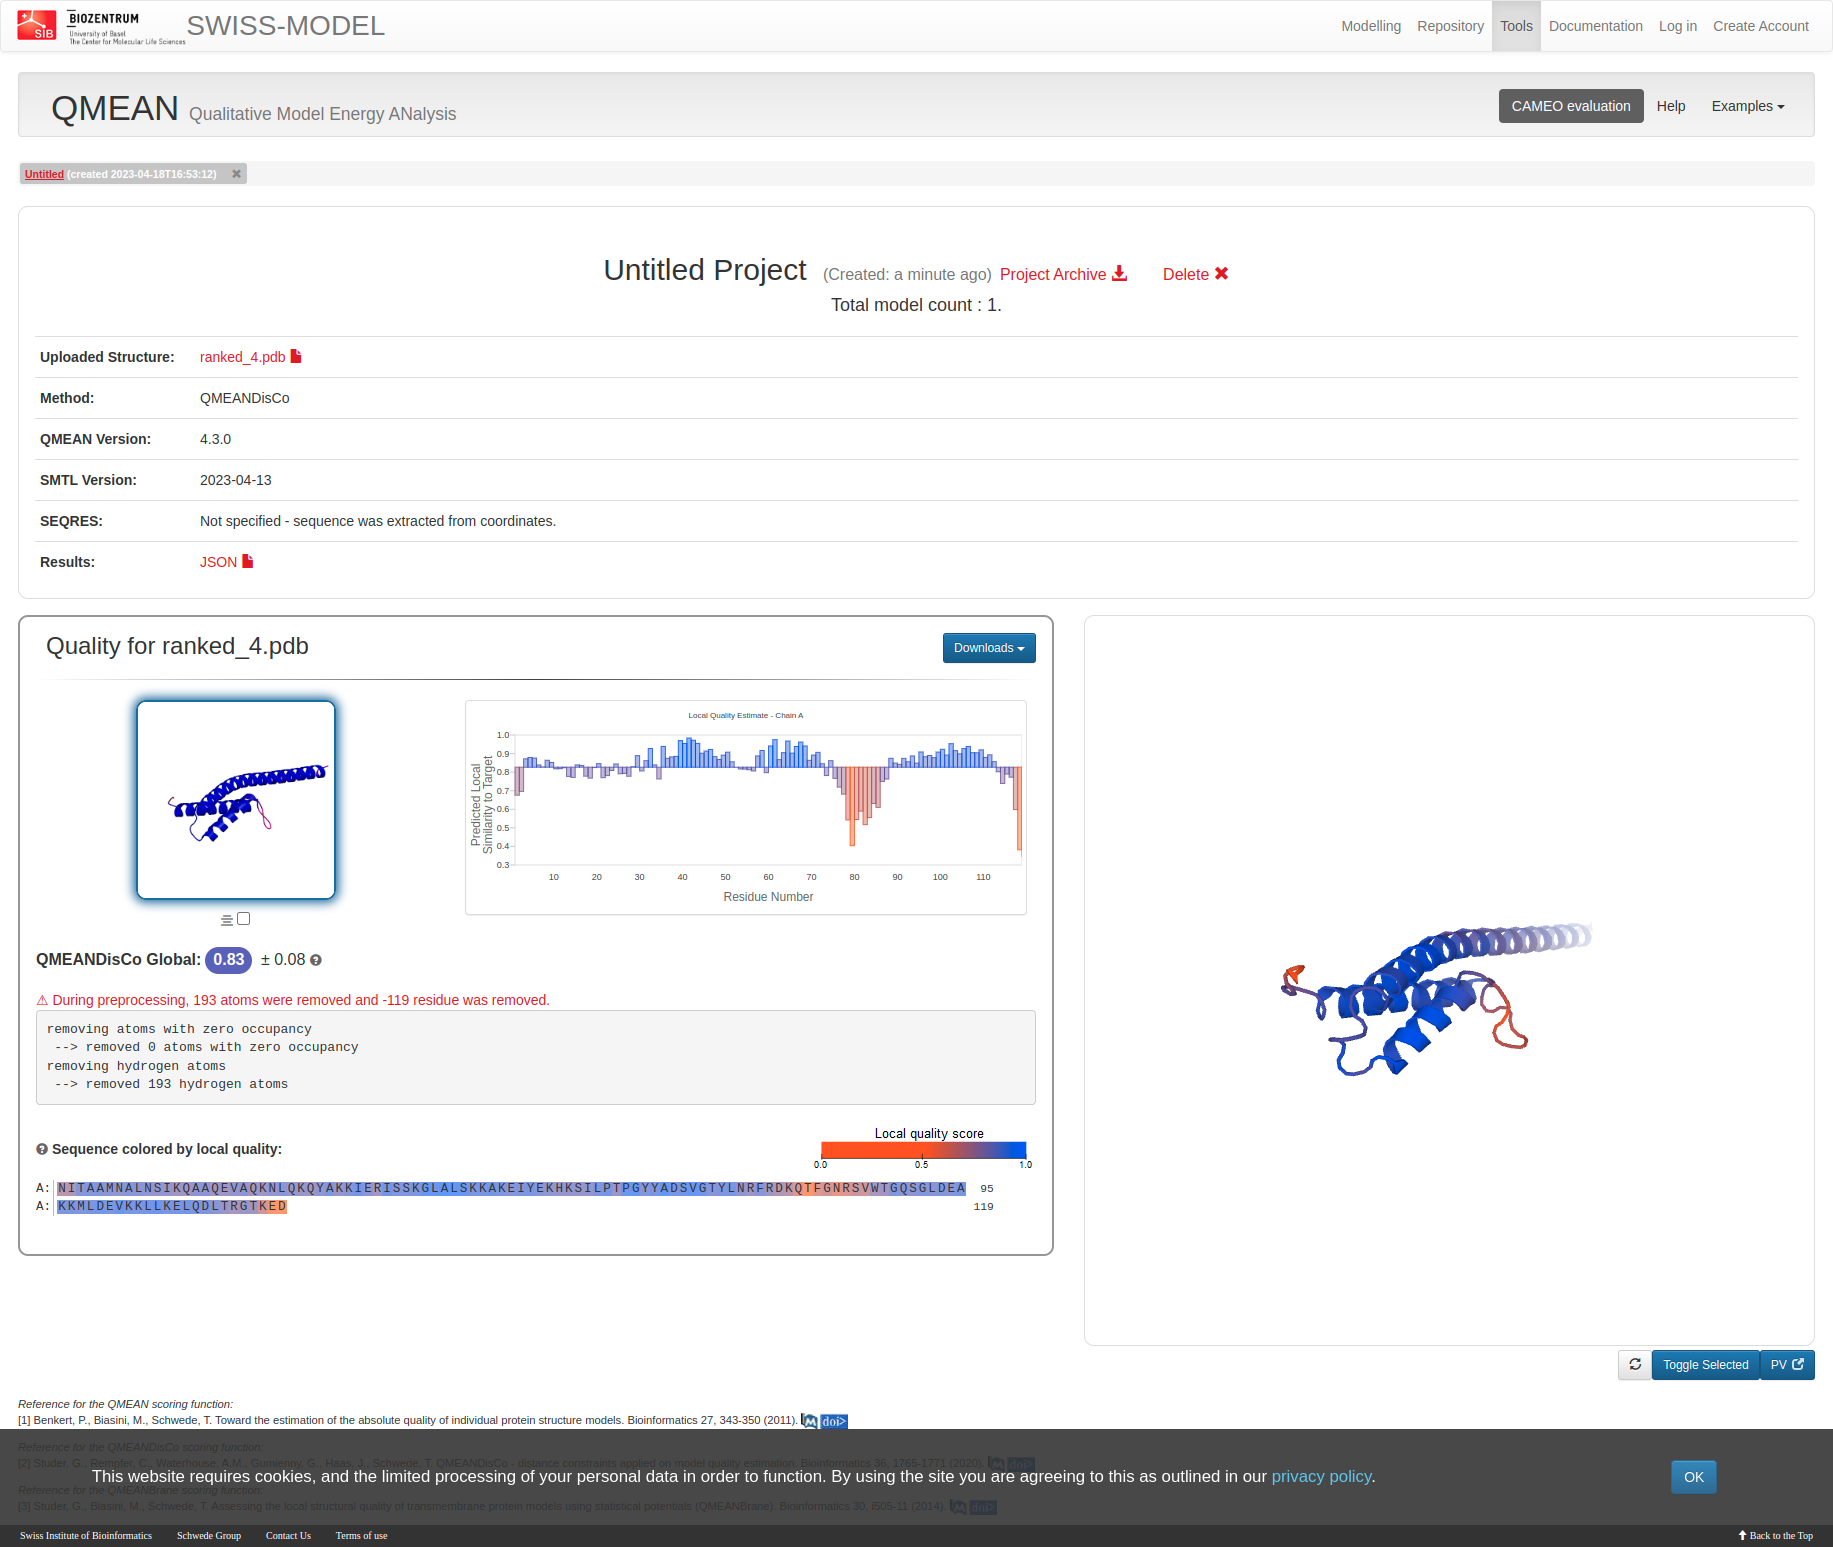 SIB
BIOZENTRUM
University of Basel
The Center for Molecular Life Sciences
SWISS-MODEL
Modelling Repository Tools Documentation Log in Create Account
QMEAN Qualitative Model Energy ANalysis
CAMEO evaluation Help Examples
Untitled (created 2023-04-18T16:53:12) ✖
Untitled Project (Created: a minute ago) Project Archive Delete ✖
Total model count : 1.
Uploaded Structure: ranked_4.pdb
Method: QMEANDisCo
QMEAN Version: 4.3.0
SMTL Version: 2023-04-13
SEQRES: Not specified - sequence was extracted from coordinates.
Results: JSON
Quality for ranked_4.pdb
Downloads
Local Quality Estimate - Chain A
Predicted Local
Similarity to Target
1.0
0.9
0.8
0.7
0.6
0.5
0.4
0.3
10 20 30 40 50 60 70 80 90 100 110
Residue Number
QMEANDisCo Global: 0.83 ± 0.08
⚠ During preprocessing, 193 atoms were removed and -119 residue was removed.
removing atoms with zero occupancy
--> removed 0 atoms with zero occupancy
removing hydrogen atoms
--> removed 193 hydrogen atoms
Sequence colored by local quality:
Local quality score
0.0 0.5 1.0
A: NITAAMNALNSIKQAAQEVAQKNLQKQYAKKIERISSKGLALSKKAKEIYEKHKSILPTPGYYADSVGTYLNRFRDKQTFGNRSVWTGQSGLDEA 95
A: KKMLDEVKKLLKELQDLTRGTKED 119
Toggle Selected PV
Reference for the QMEAN scoring function:
[1] Benkert, P., Biasini, M., Schwede, T. Toward the estimation of the absolute quality of individual protein structure models. Bioinformatics 27, 343-350 (2011). M doi>
Reference for the QMEANDisCo scoring function:
[2] Studer, G., Rempfer, C., Waterhouse, A.M., Gumienny, G., Haas, J., Schwede, T. QMEANDisCo - distance constraints applied on model quality estimation. Bioinformatics 36, 1765-1771 (2020). M doi>
This website requires cookies, and the limited processing of your personal data in order to function. By using the site you are agreeing to this as outlined in our privacy policy.
OK
Reference for the QMEANBrane scoring function:
[3] Studer, G., Biasini, M., Schwede, T. Assessing the local structural quality of transmembrane protein models using statistical potentials (QMEANBrane). Bioinformatics 30, i505-11 (2014). M doi>
Swiss Institute of Bioinformatics Schwede Group Contact Us Terms of use
Back to the Top